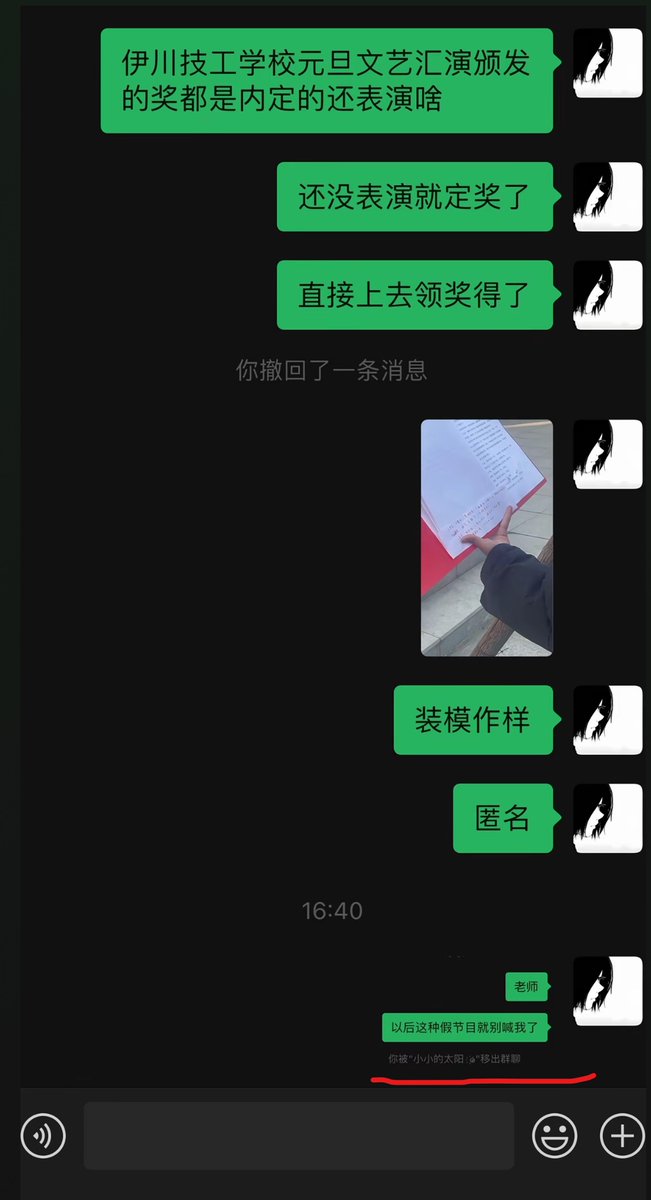 伊川技工学校元旦文艺汇演颁发
的奖都是内定的还表演啥
还没表演就定奖了
直接上去领奖得了
你撤回了一条消息
装模作样
匿名
16:40
老师
以后这种假节目就别喊我了
你被"小小的太阳"移出群聊